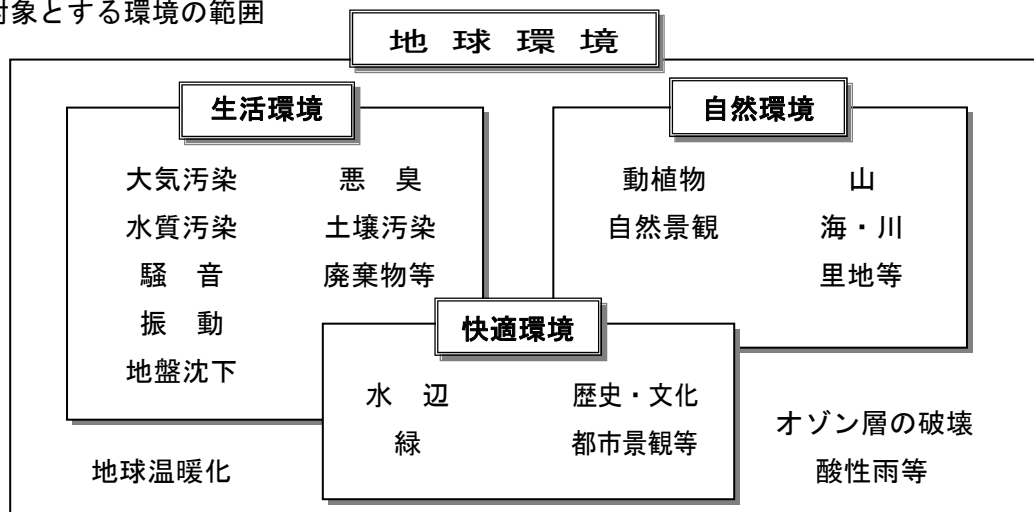 対象とする環境の範囲
地球環境
生活環境
大気汚染 悪 臭
水質汚染 土壌汚染
騒 音 廃棄物等
振 動
地盤沈下
自然環境
動植物 山
自然景観 海・川
里地等
快適環境
水 辺 歴史・文化
緑 都市景観等
地球温暖化
オゾン層の破壊
酸性雨等